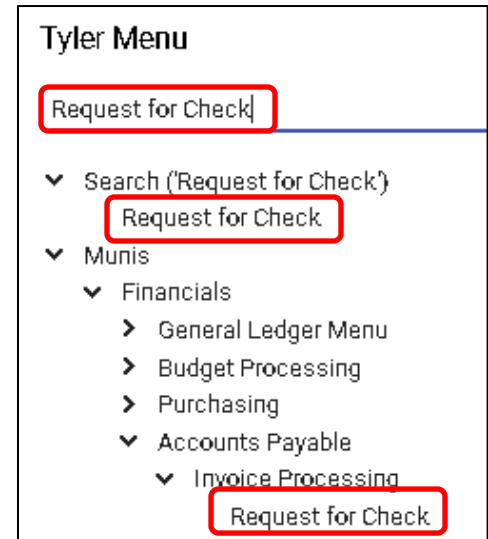 Tyler Menu
Request for Check
Search ('Request for Check')
Request for Check
Munis
Financials
General Ledger Menu
Budget Processing
Purchasing
Accounts Payable
Invoice Processing
Request for Check